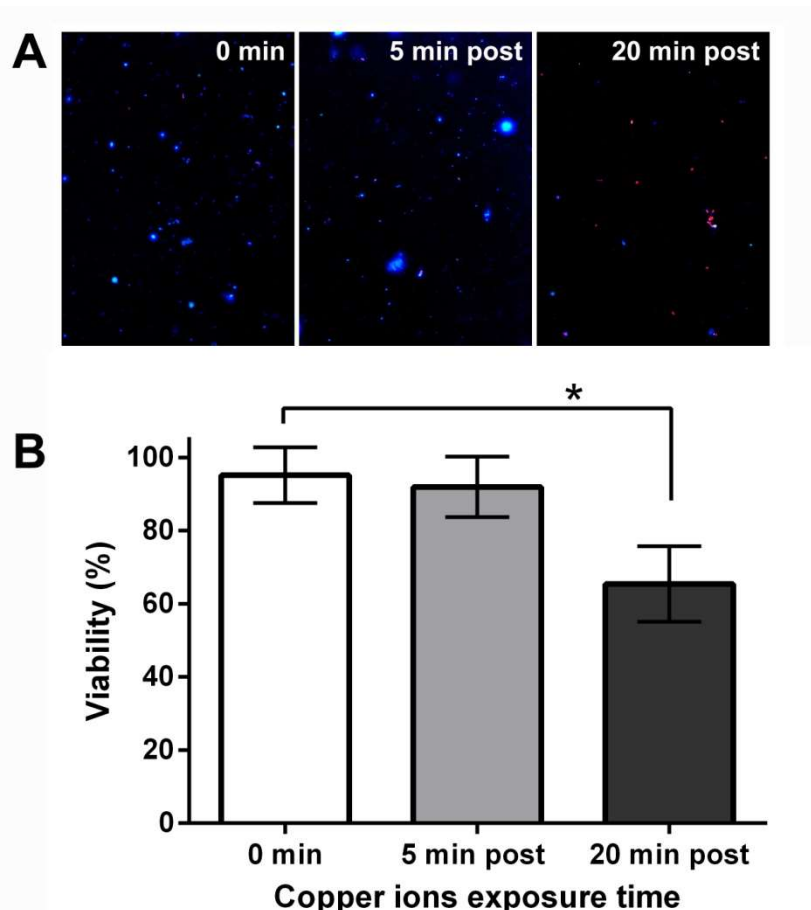 A
0 min
5 min post
20 min post
B
*
Viability (%)
100
80
60
40
20
0
0 min
5 min post
20 min post
Copper ions exposure time